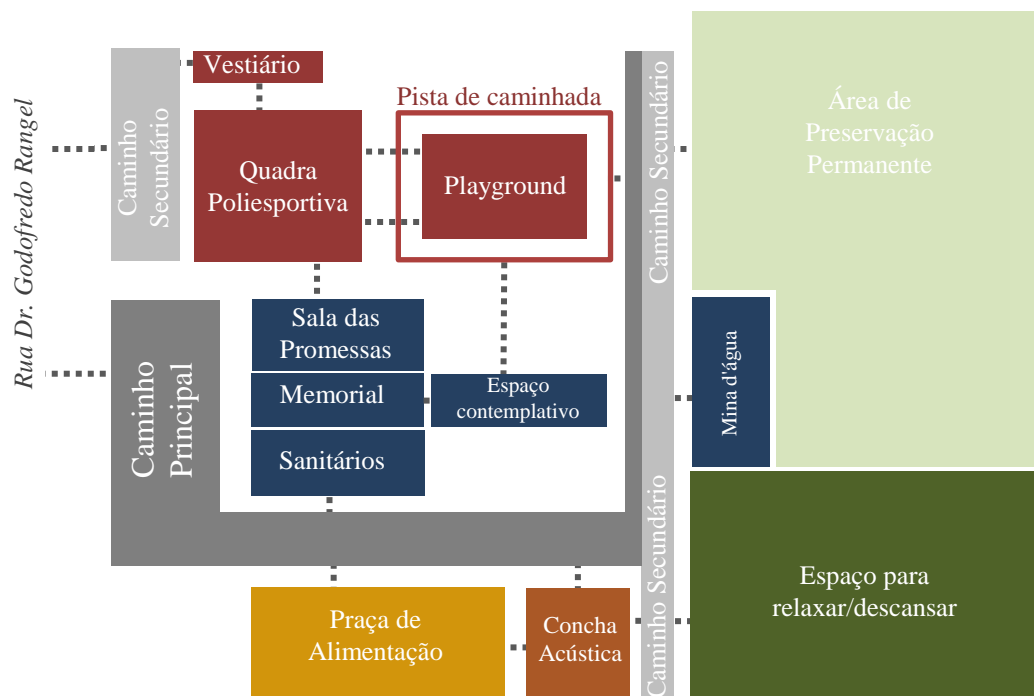 Rua Dr. Godofredo Rangel
Caminho
Secundário
Vestiário
Quadra
Poliesportiva
Pista de caminhada
Playground
Caminho Secundário
Área de
Preservação
Permanente
Caminho
Principal
Sala das
Promessas
Memorial
Sanitários
Espaço
contemplativo
Mina d'água
Caminho Secundário
Praça de
Alimentação
Concha
Acústica
Espaço para
relaxar/descansar